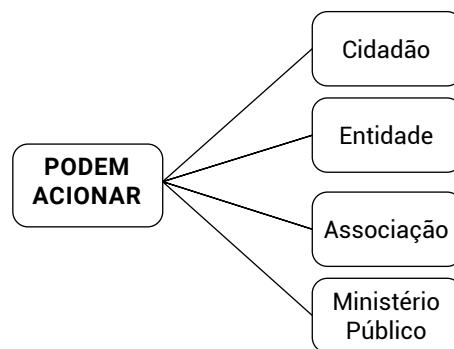 PODEM
ACIONAR
Cidadão
Entidade
Associação
Ministério
Público